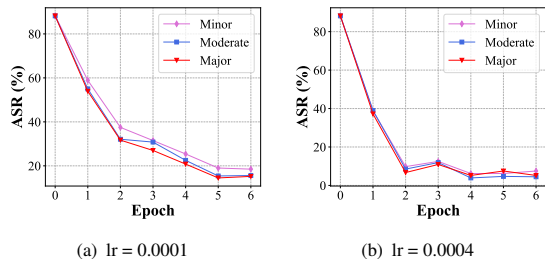 Minor
Moderate
Major
80
60
40
20
ASR (%)
0 1 2 3 4 5 6
Epoch
(a) lr = 0.0001
Minor
Moderate
Major
80
60
40
20
0
ASR (%)
0 1 2 3 4 5 6
Epoch
(b) lr = 0.0004